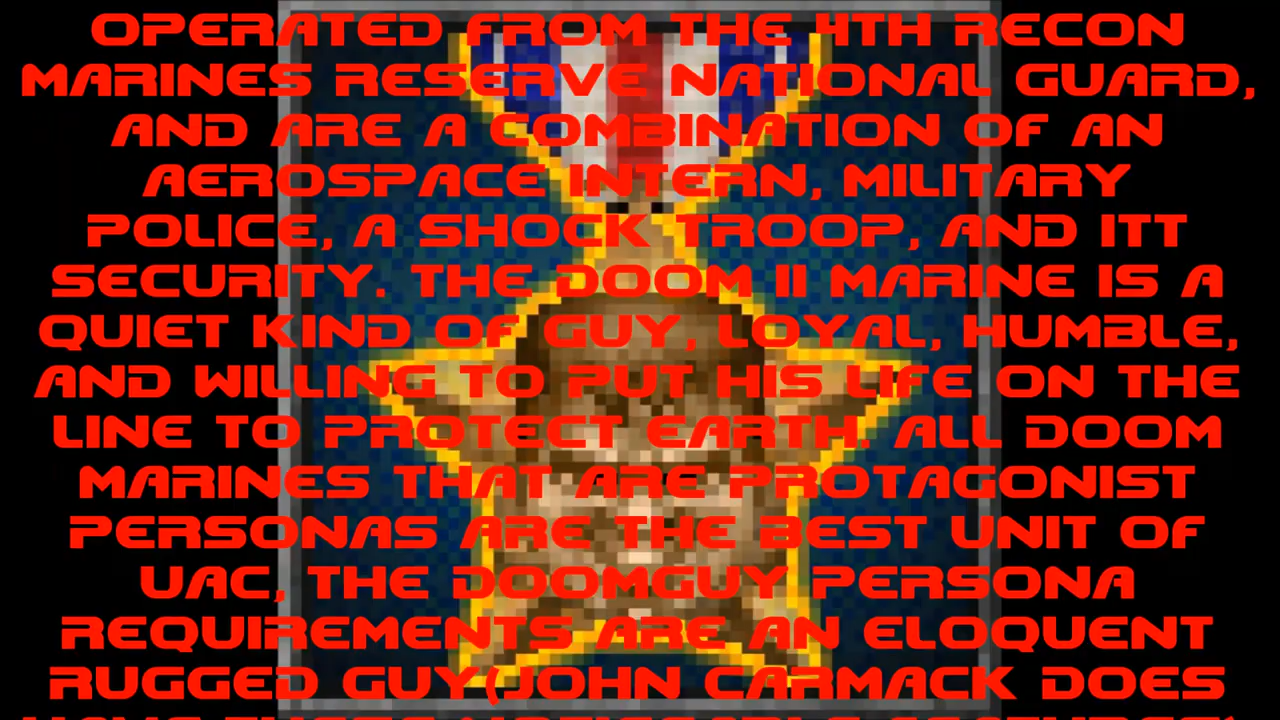 OPERATED FROM THE 4TH RECON
MARINES RESERVE NATIONAL GUARD,
AND ARE A COMBINATION OF AN
AEROSPACE INTERN, MILITARY
POLICE, A SHOCK TROOP, AND ITT
SECURITY. THE DOOM II MARINE IS A
QUIET KIND OF GUY, LOYAL, HUMBLE,
AND WILLING TO PUT HIS LIFE ON THE
LINE TO PROTECT EARTH. ALL DOOM
MARINES THAT ARE PROTAGONIST
PERSONAS ARE THE BEST UNIT OF
UAC, THE DOOMGUY PERSONA
REQUIREMENTS ARE AN ELOQUENT
RUGGED GUY(JOHN CARMACK DOES